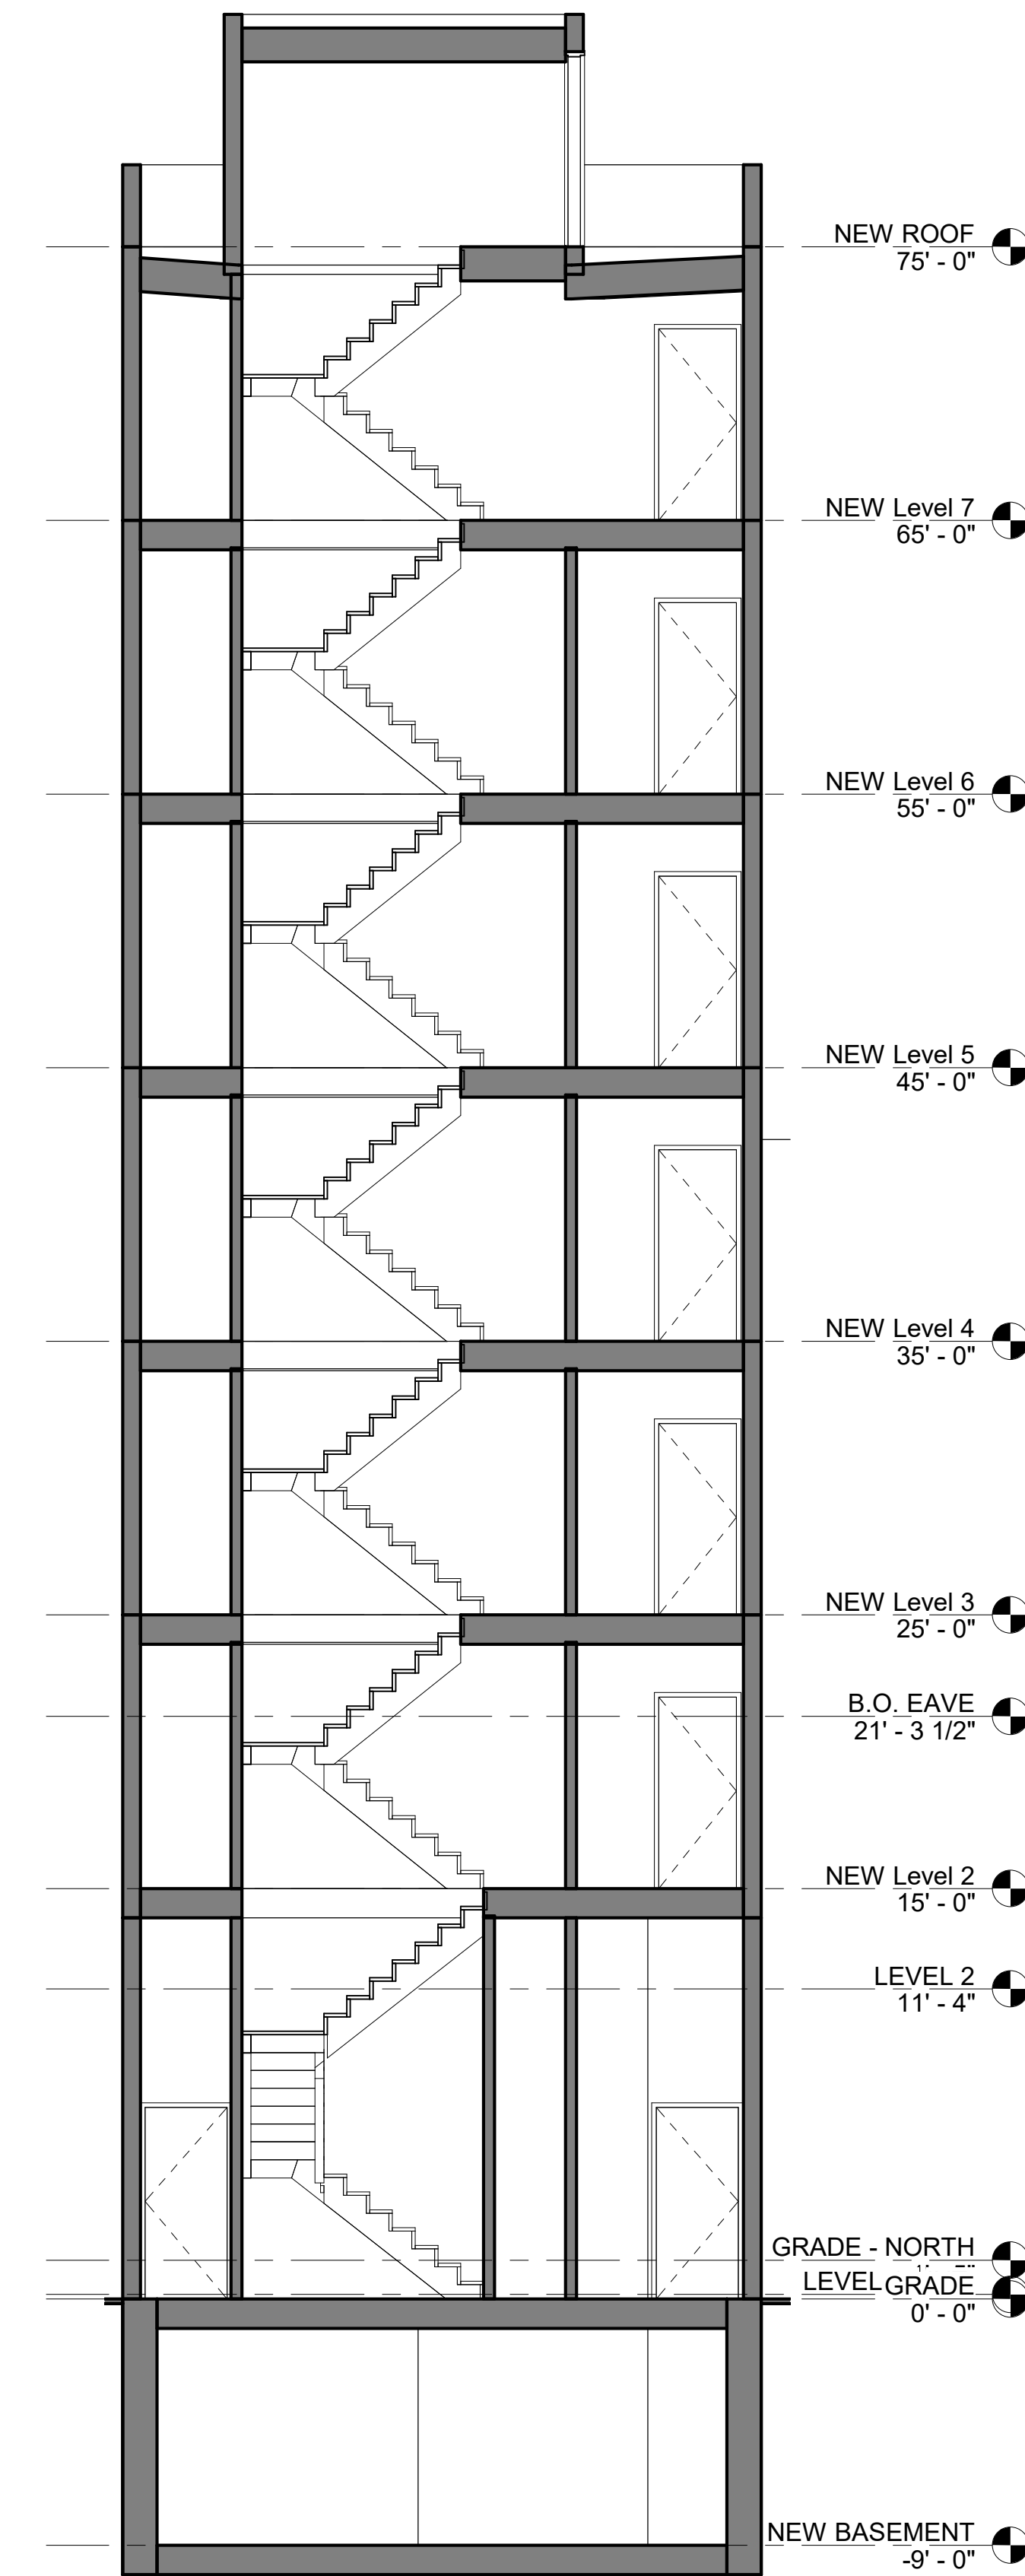 NEW ROOF
75' - 0"
NEW Level 7
65' - 0"
NEW Level 6
55' - 0"
NEW Level 5
45' - 0"
NEW Level 4
35' - 0"
NEW Level 3
25' - 0"
B.O. EAVE
21' - 3 1/2"
NEW Level 2
15' - 0"
LEVEL 2
11' - 4"
GRADE - NORTH
LEVEL GRADE
0' - 0"
NEW BASEMENT
-9' - 0"